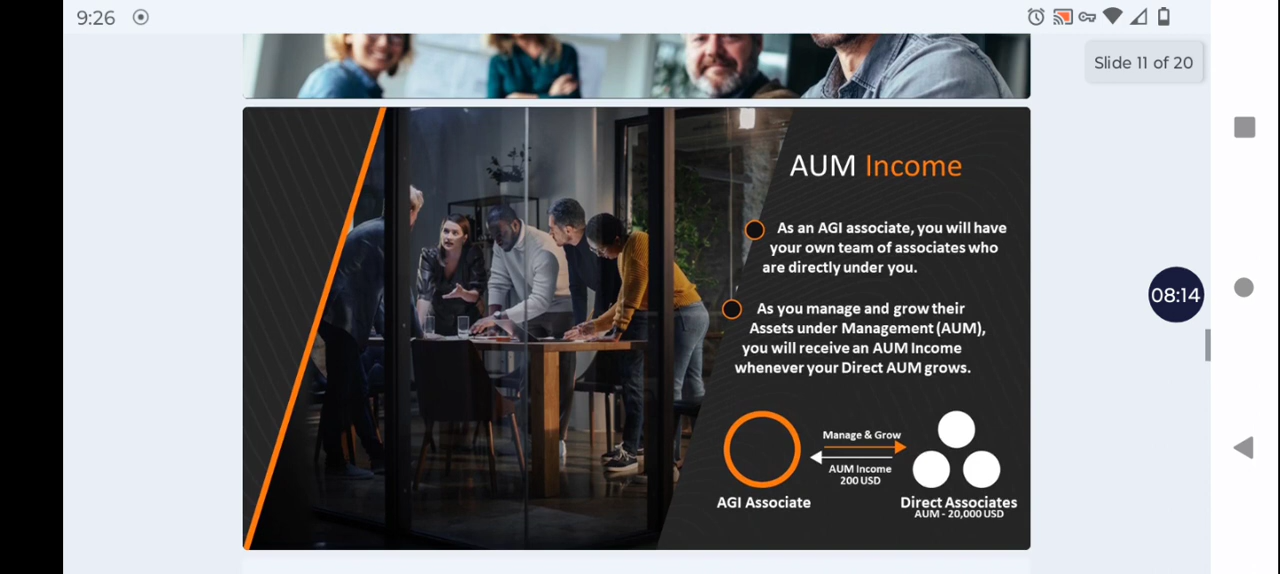 9:26
Slide 11 of 20
AUM Income
As an AGI associate, you will have
your own team of associates who
are directly under you.
As you manage and grow their
Assets under Management (AUM),
you will receive an AUM Income
whenever your Direct AUM grows.
08:14
Manage & Grow
AUM Income
200 USD
AGI Associate
Direct Associates
AUM - 20,000 USD